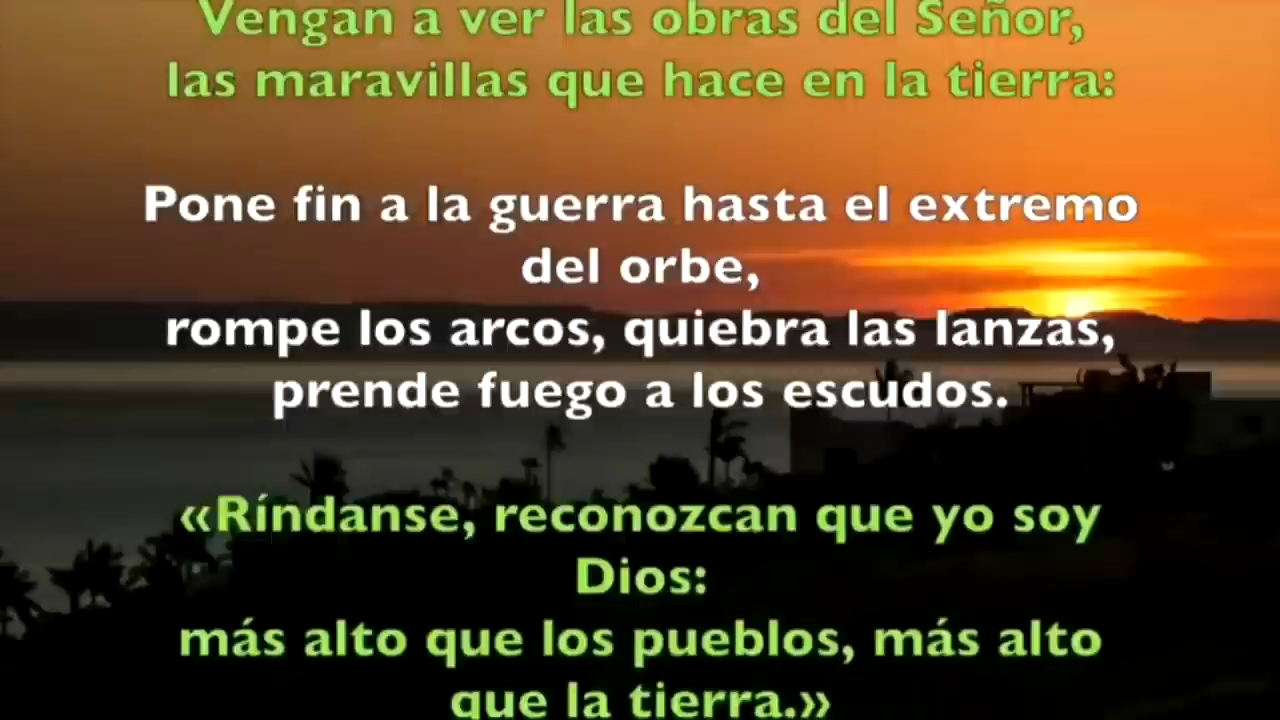 Vengan a ver las obras del Señor,
las maravillas que hace en la tierra:
Pone fin a la guerra hasta el extremo
del orbe,
rompe los arcos, quiebra las lanzas,
prende fuego a los escudos.
«Ríndanse, reconozcan que yo soy
Dios:
más alto que los pueblos, más alto
que la tierra.»